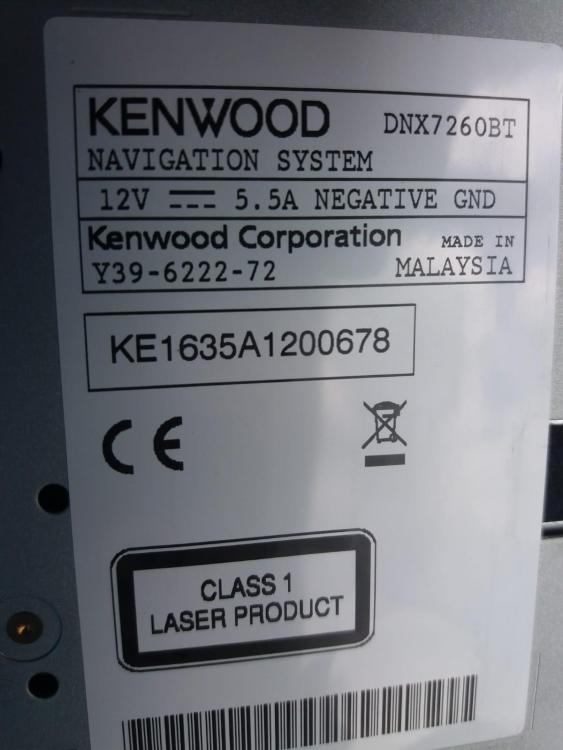 KENWOOD DNX7260BT
NAVIGATION SYSTEM
12V 5.5A NEGATIVE GND
Kenwood Corporation MADE IN
Y39-6222-72 MALAYSIA
KE1635A1200678
CE
CLASS 1
LASER PRODUCT